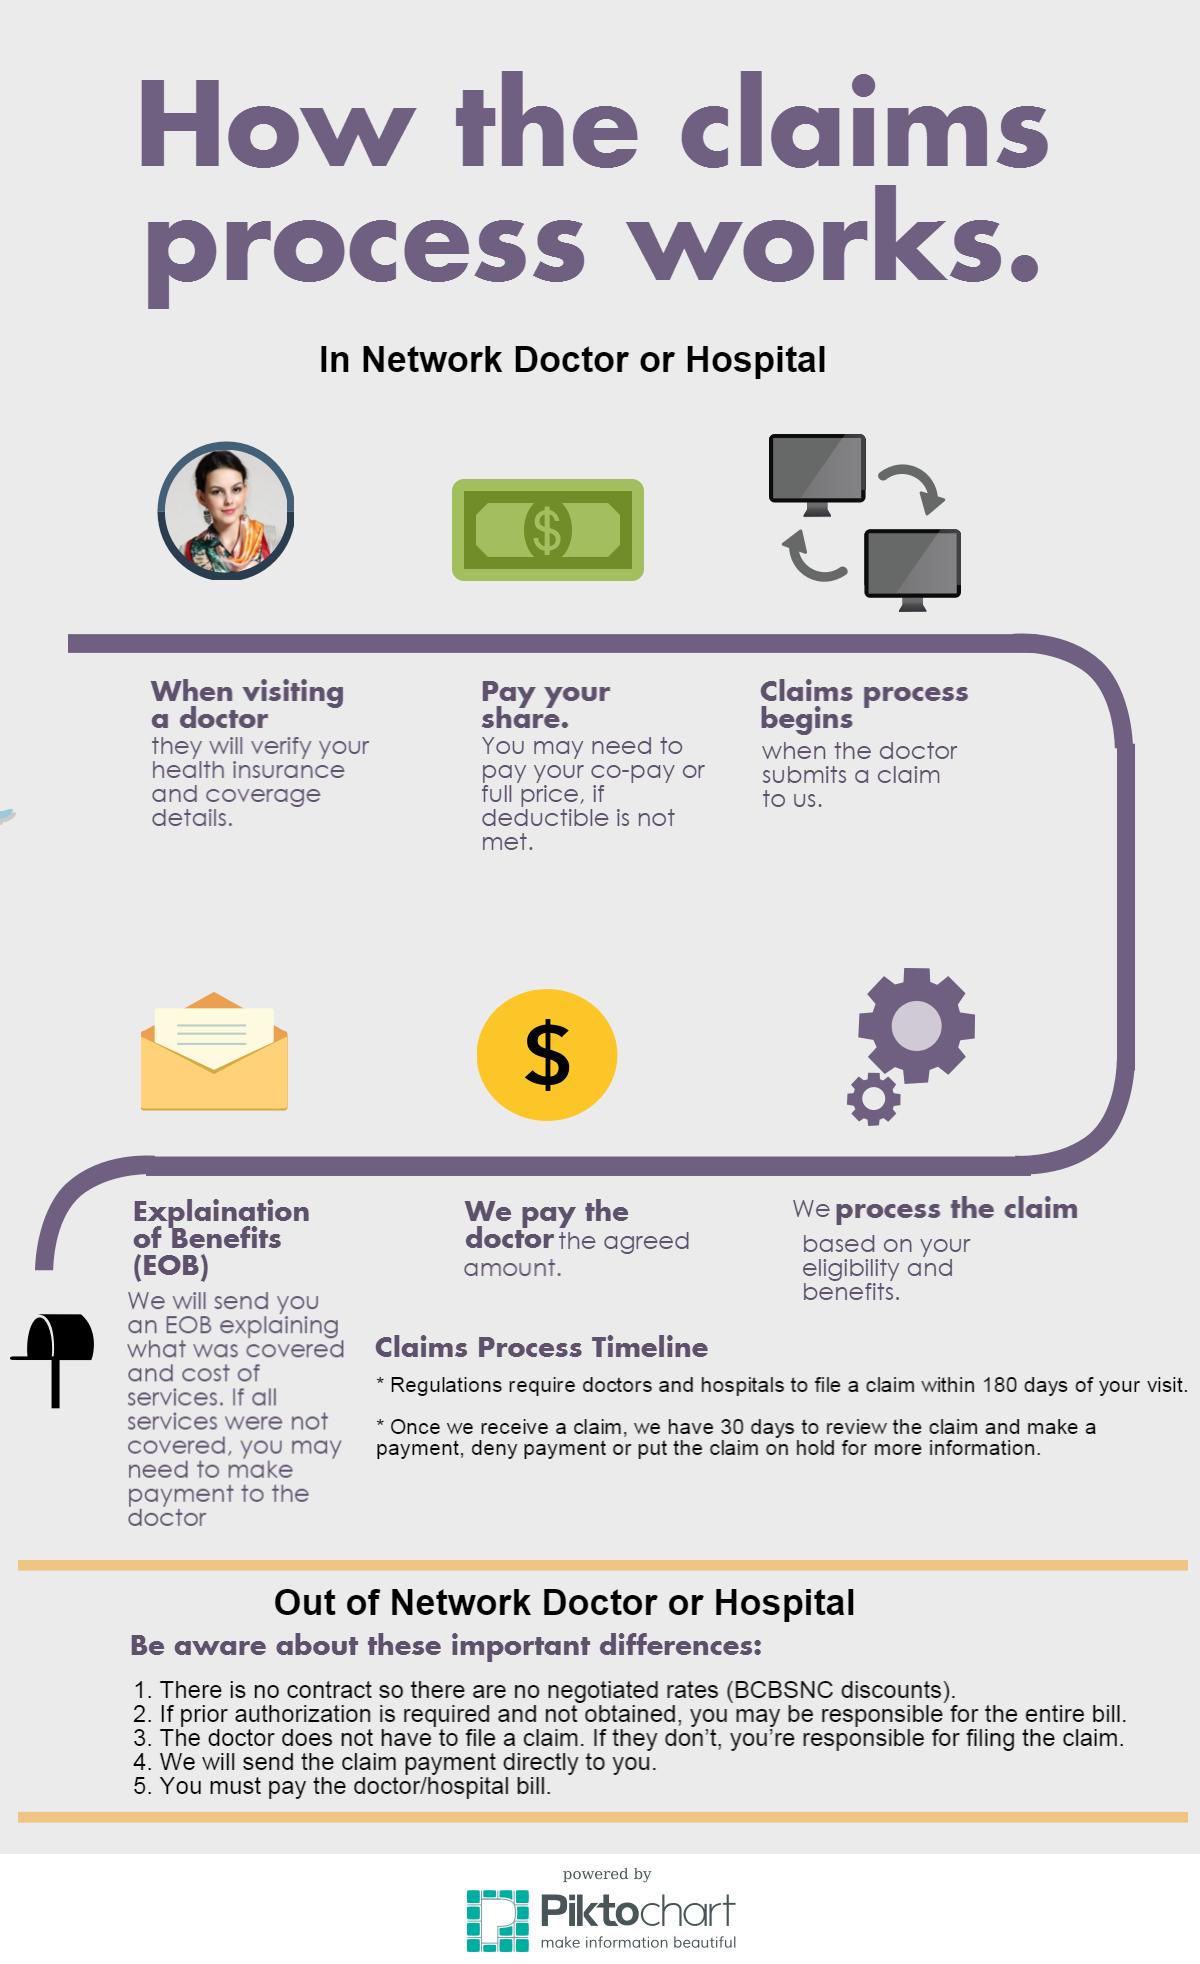 How the claims
process works.
In Network Doctor or Hospital
$
When visiting
a doctor
they will verify your
health insurance
and coverage
details.
Pay your
share.
You may need to
pay your co-pay or
full price, if
deductible is not
met.
Claims process
begins
when the doctor
submits a claim
to us.
$
Explaination
of Benefits
(EOB)
We will send you
an EOB explaining
what was covered
and cost of
services. If all
services were not
covered, you may
need to make
payment to the
doctor
We pay the
doctor the agreed
amount.
We process the claim
based on your
eligibility and
benefits.
Claims Process Timeline
* Regulations require doctors and hospitals to file a claim within 180 days of your visit.
* Once we receive a claim, we have 30 days to review the claim and make a
payment, deny payment or put the claim on hold for more information.
Out of Network Doctor or Hospital
Be aware about these important differences:
1. There is no contract so there are no negotiated rates (BCBSNC discounts).
2. If prior authorization is required and not obtained, you may be responsible for the entire bill.
3. The doctor does not have to file a claim. If they don't, you're responsible for filing the claim.
4. We will send the claim payment directly to you.
5. You must pay the doctor/hospital bill.
powered by
Piktochart
make information beautiful